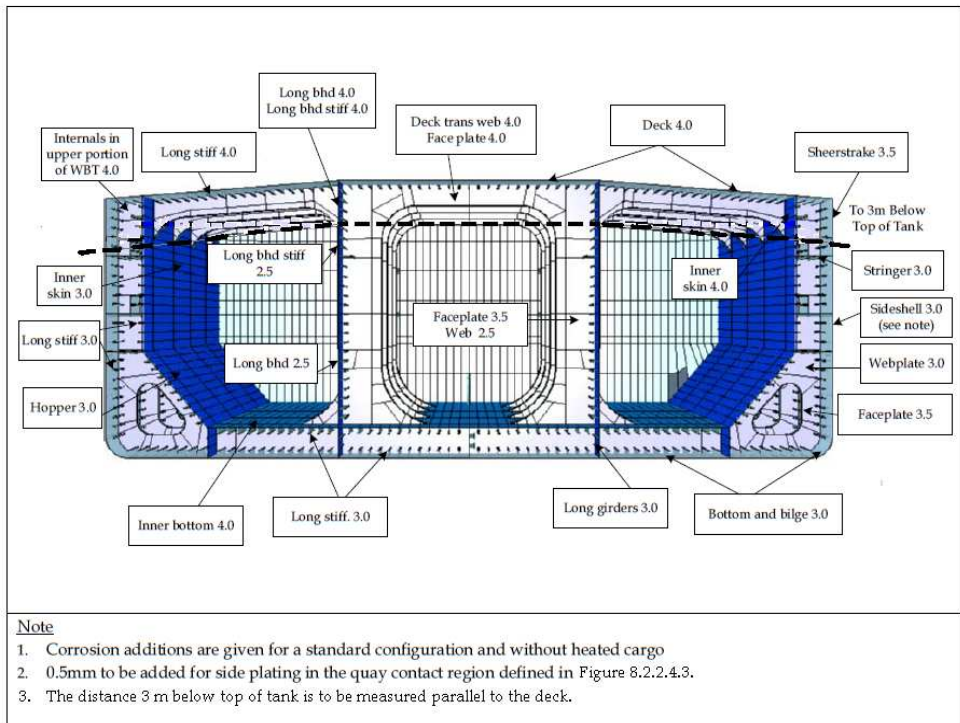 Long bhd 4.0
Long bhd stiff 4.0
Deck trans web 4.0
Face plate 4.0
Deck 4.0
Internals in
upper portion
of WBT 4.0
Long stiff 4.0
Sheerstrake 3.5
To 3m Below
Top of Tank
Long bhd stiff
2.5
Inner
skin 4.0
Stringer 3.0
Inner
skin 3.0
Faceplate 3.5
Web 2.5
Sideshell 3.0
(see note)
Long stiff 3.0
Long bhd 2.5
Webplate 3.0
Hopper 3.0
Faceplate 3.5
Inner bottom 4.0
Long stiff. 3.0
Long girders 3.0
Bottom and bilge 3.0
Note
1. Corrosion additions are given for a standard configuration and without heated cargo
2. 0.5mm to be added for side plating in the quay contact region defined in Figure 8.2.2.4.3.
3. The distance 3 m below top of tank is to be measured parallel to the deck.